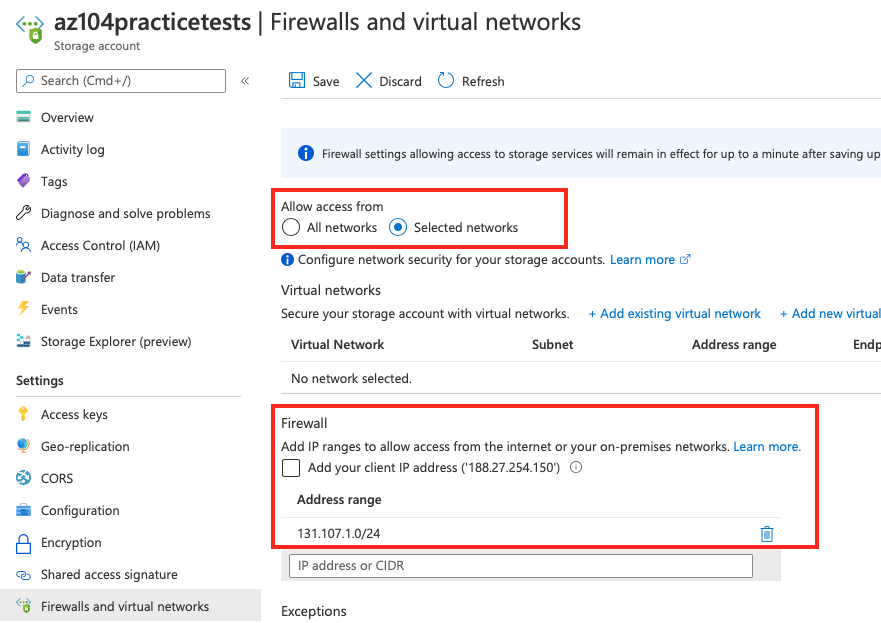 az104practicetests | Firewalls and virtual networks
Storage account
Search (Cmd+/)
«
Save
Discard
Refresh
Overview
Activity log
Tags
Diagnose and solve problems
Access Control (IAM)
Data transfer
Events
Storage Explorer (preview)
Settings
Access keys
Geo-replication
CORS
Configuration
Encryption
Shared access signature
Firewalls and virtual networks
Firewall settings allowing access to storage services will remain in effect for up to a minute after saving up
Allow access from
All networks Selected networks
Configure network security for your storage accounts. Learn more
Virtual networks
Secure your storage account with virtual networks. + Add existing virtual network + Add new virtual
Virtual Network Subnet Address range Endp
No network selected.
Firewall
Add IP ranges to allow access from the internet or your on-premises networks. Learn more.
Add your client IP address ('188.27.254.150')
Address range
131.107.1.0/24
IP address or CIDR
Exceptions